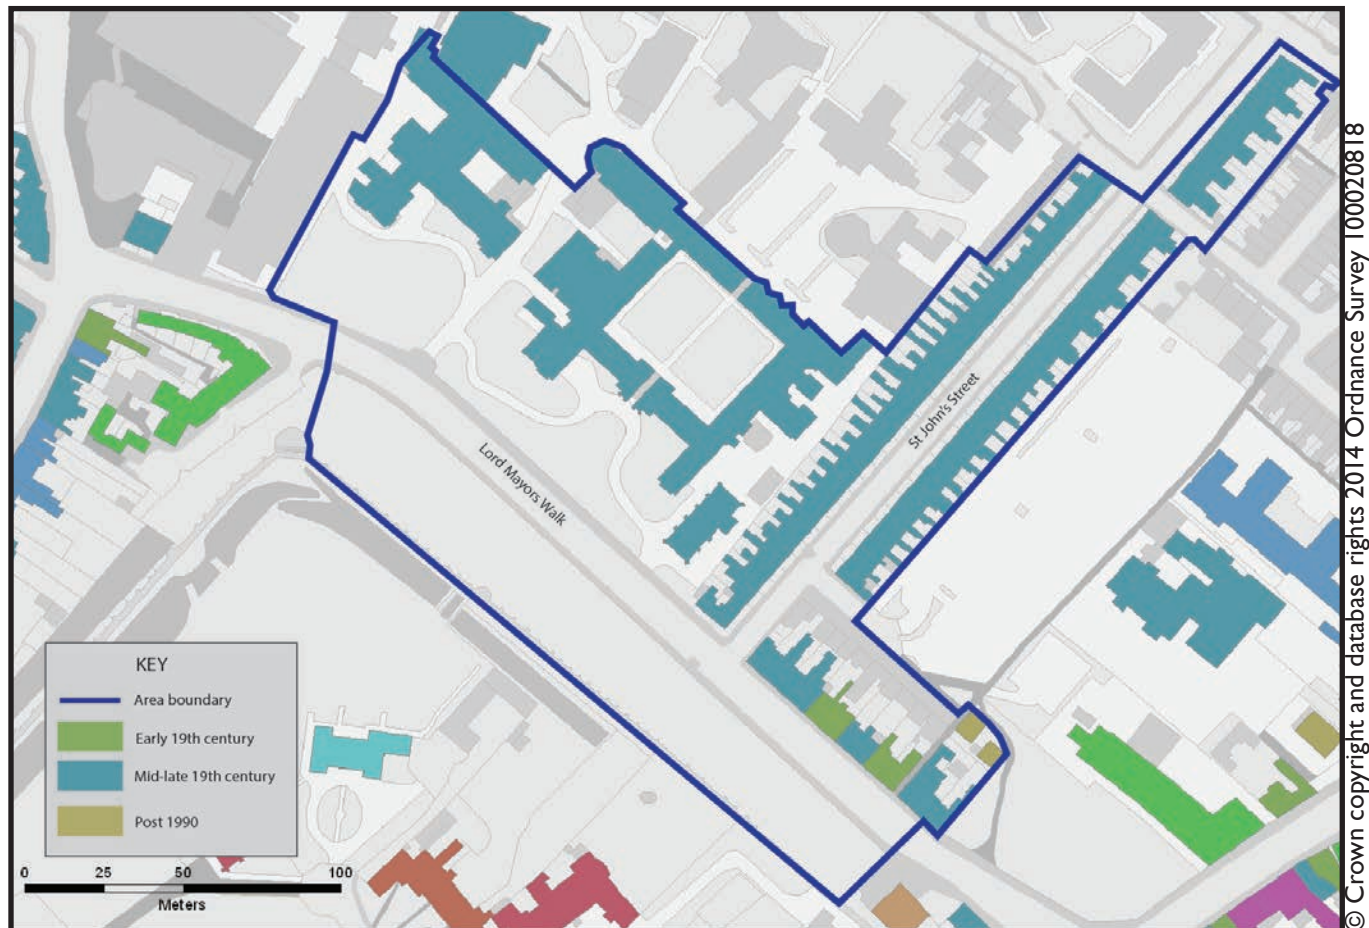 St John's Street
Lord Mayors Walk
KEY
Area boundary
Early 19th century
Mid-late 19th century
Post 1990
0 25 50 100
Meters
© Crown copyright and database rights 2014 Ordnance Survey 100020818